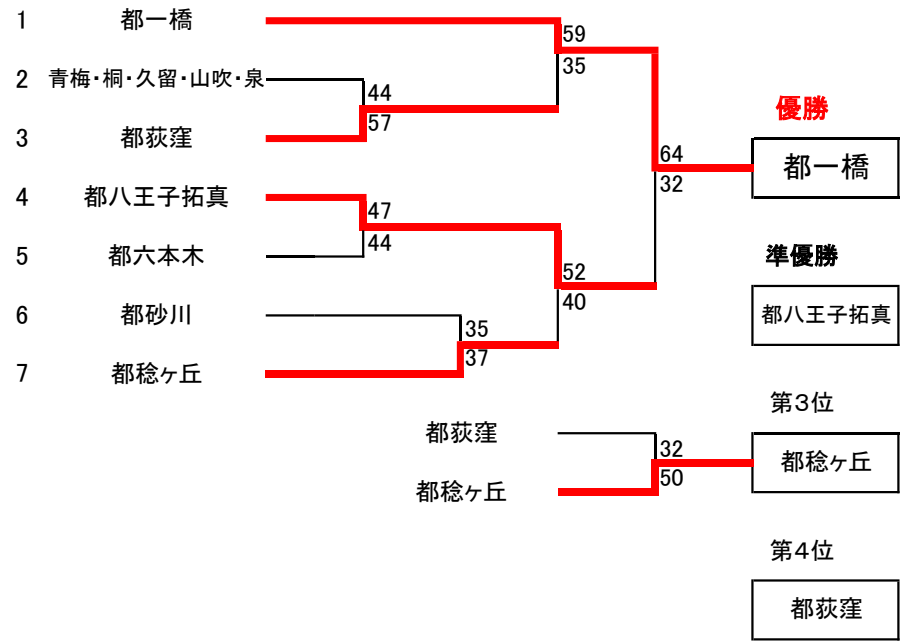 1 都一橋
59
35
2 青梅・桐・久留・山吹・泉
44
57
3 都荻窪
優勝
64
32
都一橋
4 都八王子拓真
47
44
5 都六本木
準優勝
52
40
都八王子拓真
6 都砂川
35
37
7 都稔ヶ丘
第3位
都荻窪
32
50
都稔ヶ丘
都稔ヶ丘
第4位
都荻窪